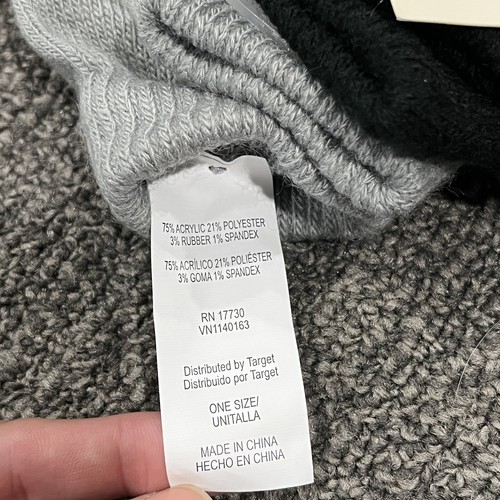 75% ACRYLIC 21% POLYESTER
3% RUBBER 1% SPANDEX
75% ACRÍLICO 21% POLIÉSTER
3% GOMA 1% SPANDEX
RN 17730
VN1140163
Distributed by Target
Distribuido por Target
ONE SIZE/
UNITALLA
MADE IN CHINA
HECHO EN CHINA